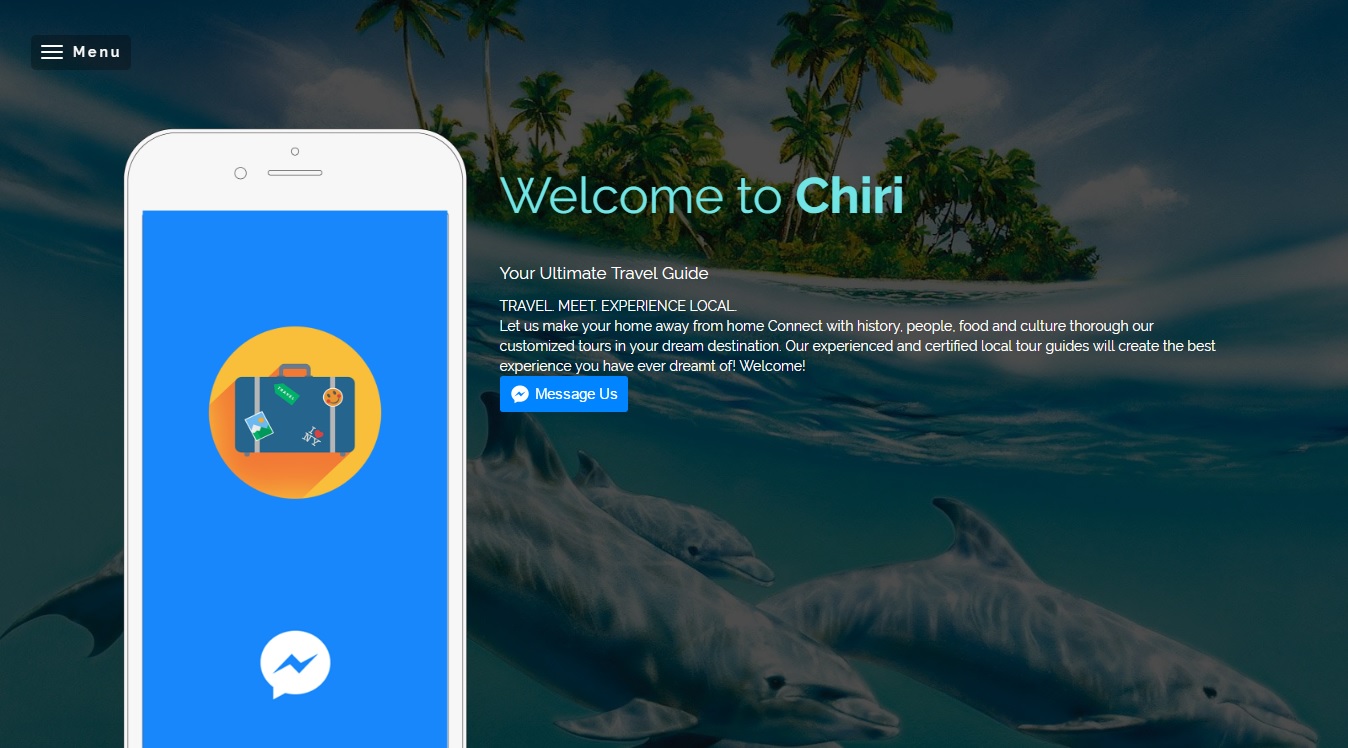 Menu
Welcome to Chiri
Your Ultimate Travel Guide
TRAVEL. MEET. EXPERIENCE LOCAL.
Let us make your home away from home Connect with history, people, food and culture thorough our
customized tours in your dream destination. Our experienced and certified local tour guides will create the best
experience you have ever dreamt of! Welcome!
Message Us
TRAVEL
I
NY